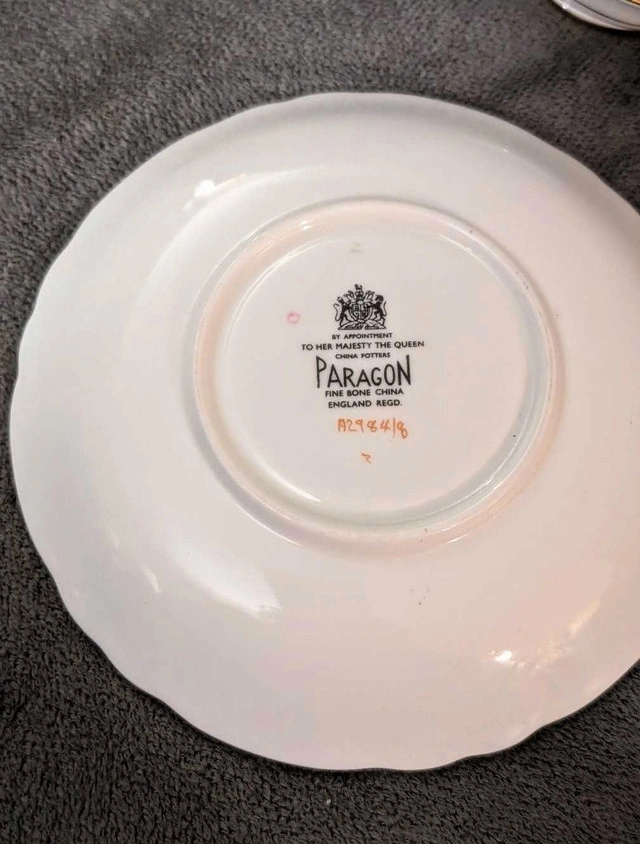 BY APPOINTMENT
TO HER MAJESTY THE QUEEN
CHINA POTTERS
PARAGON
FINE BONE CHINA
ENGLAND REGD.
A2984/8